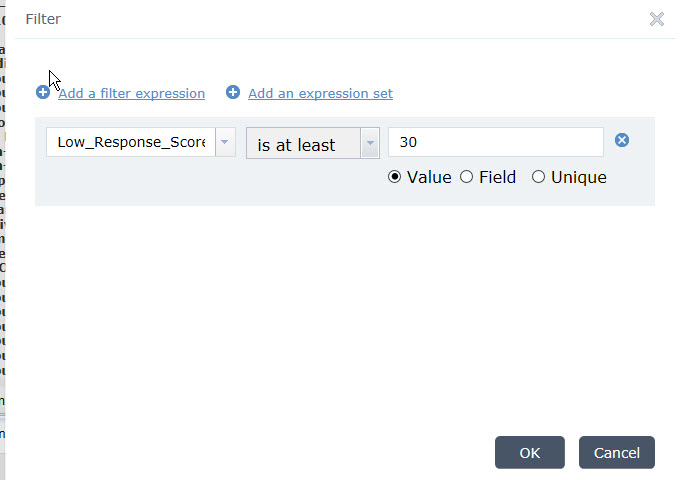 Filter
Add a filter expression Add an expression set
Low_Response_Score is at least 30
Value Field Unique
OK Cancel